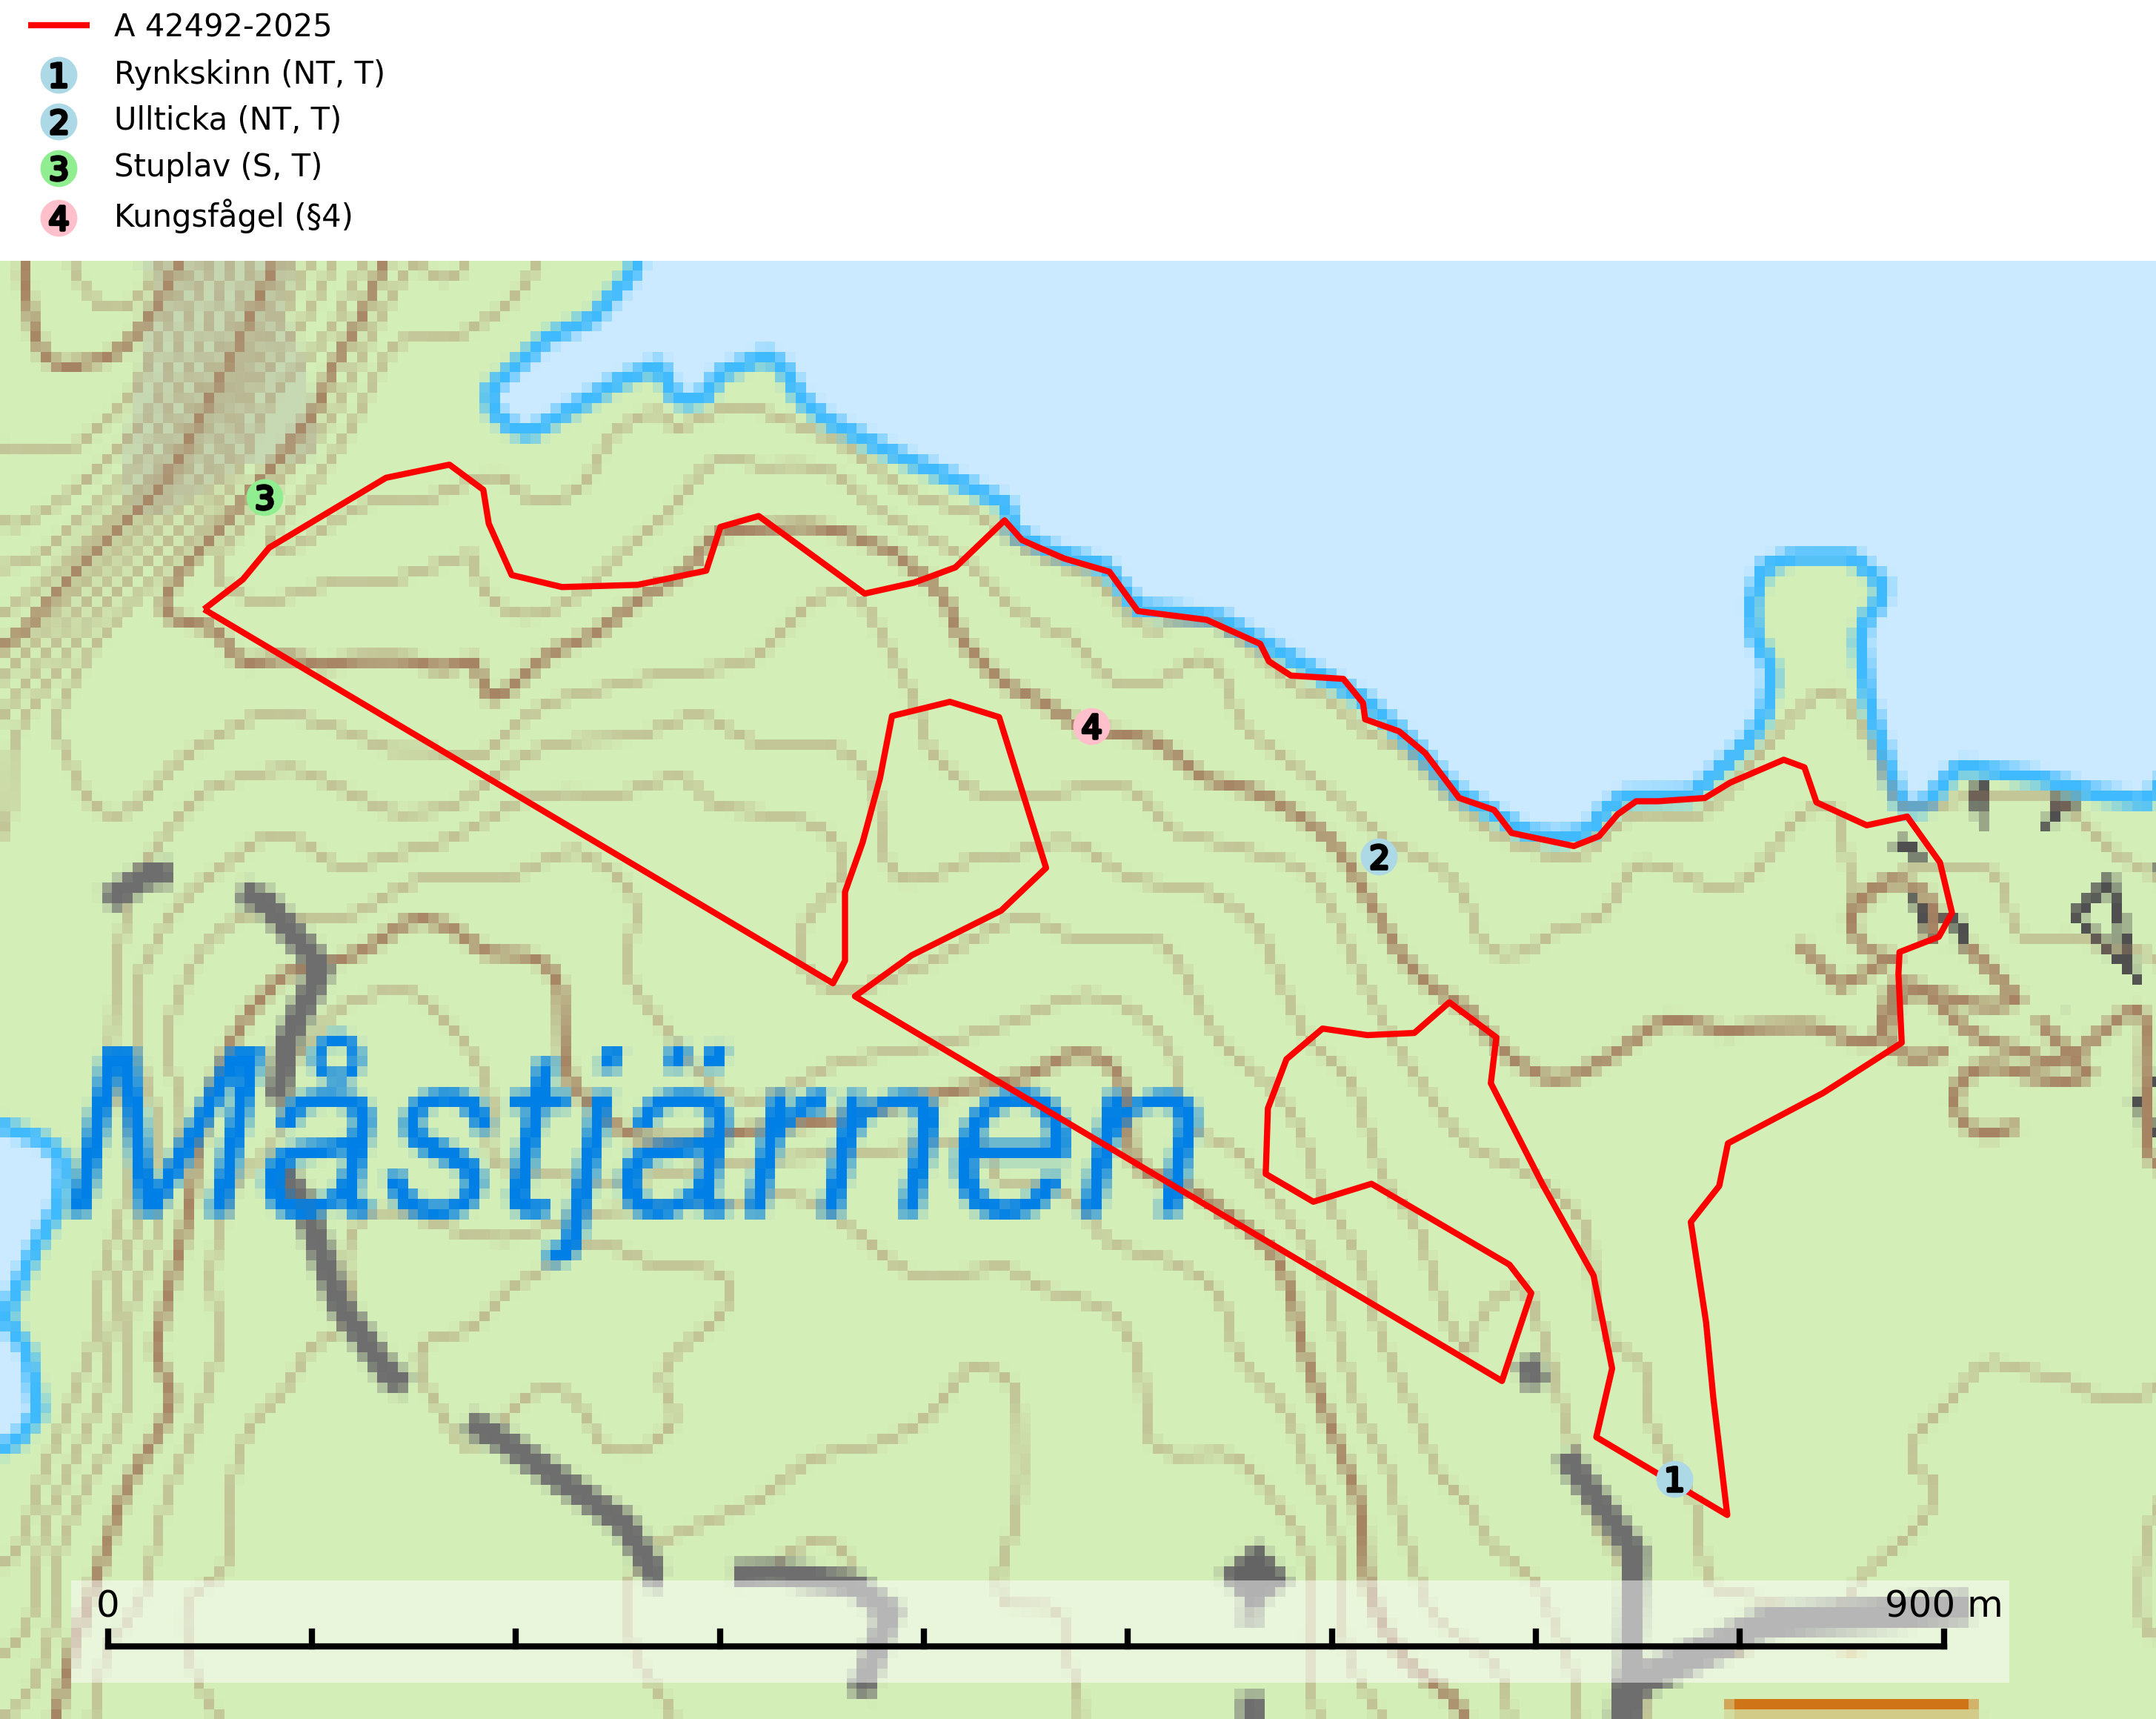 A 42492-2025
1 Rynkskinn (NT, T)
2 Ullticka (NT, T)
3 Stuplav (S, T)
4 Kungsfågel (§4)
3
4
2
Måstjärnen
1
0 900 m